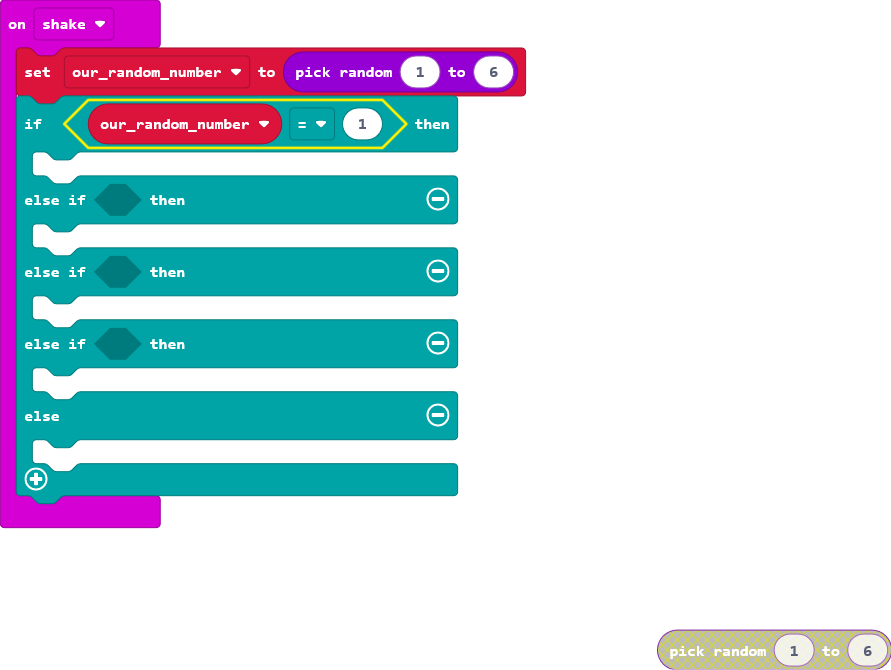 on shake
set our_random_number to pick random 1 to 6
if our_random_number = 1 then
else if then
else if then
else if then
else
pick random 1 to 6